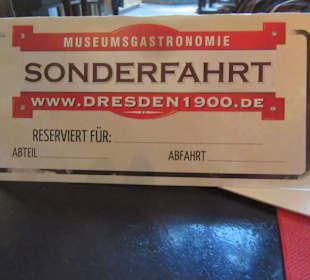 MUSEUMSGASTRONOMIE
SONDERFAHRT
WWW.DRESDEN1900.DE
RESERVIERT FÜR:
ABTEIL ABFAHRT